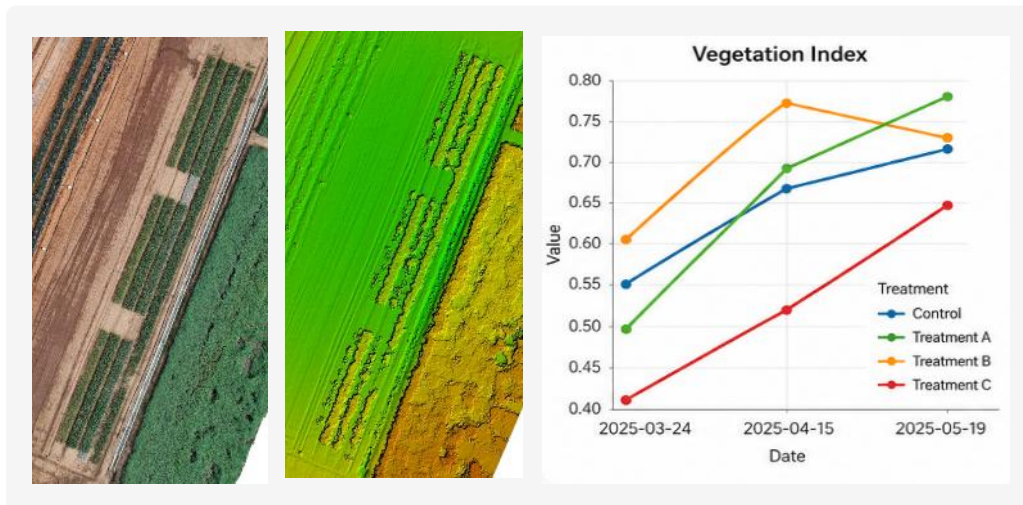 Vegetation Index
0.80
0.75
0.70
0.65
0.60
0.55
0.50
0.45
0.40
Value
2025-03-24 2025-04-15 2025-05-19
Date
Treatment
Control
Treatment A
Treatment B
Treatment C